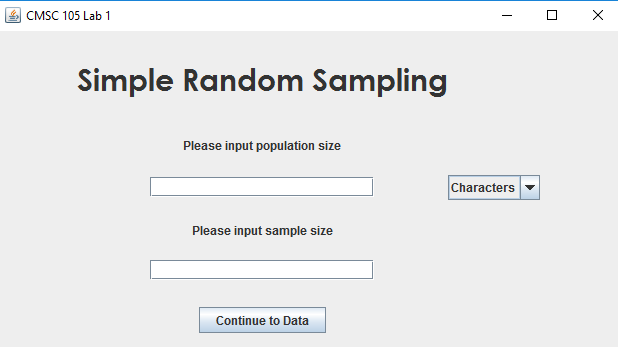 CMSC 105 Lab 1
Simple Random Sampling
Please input population size
Characters
Please input sample size
Continue to Data